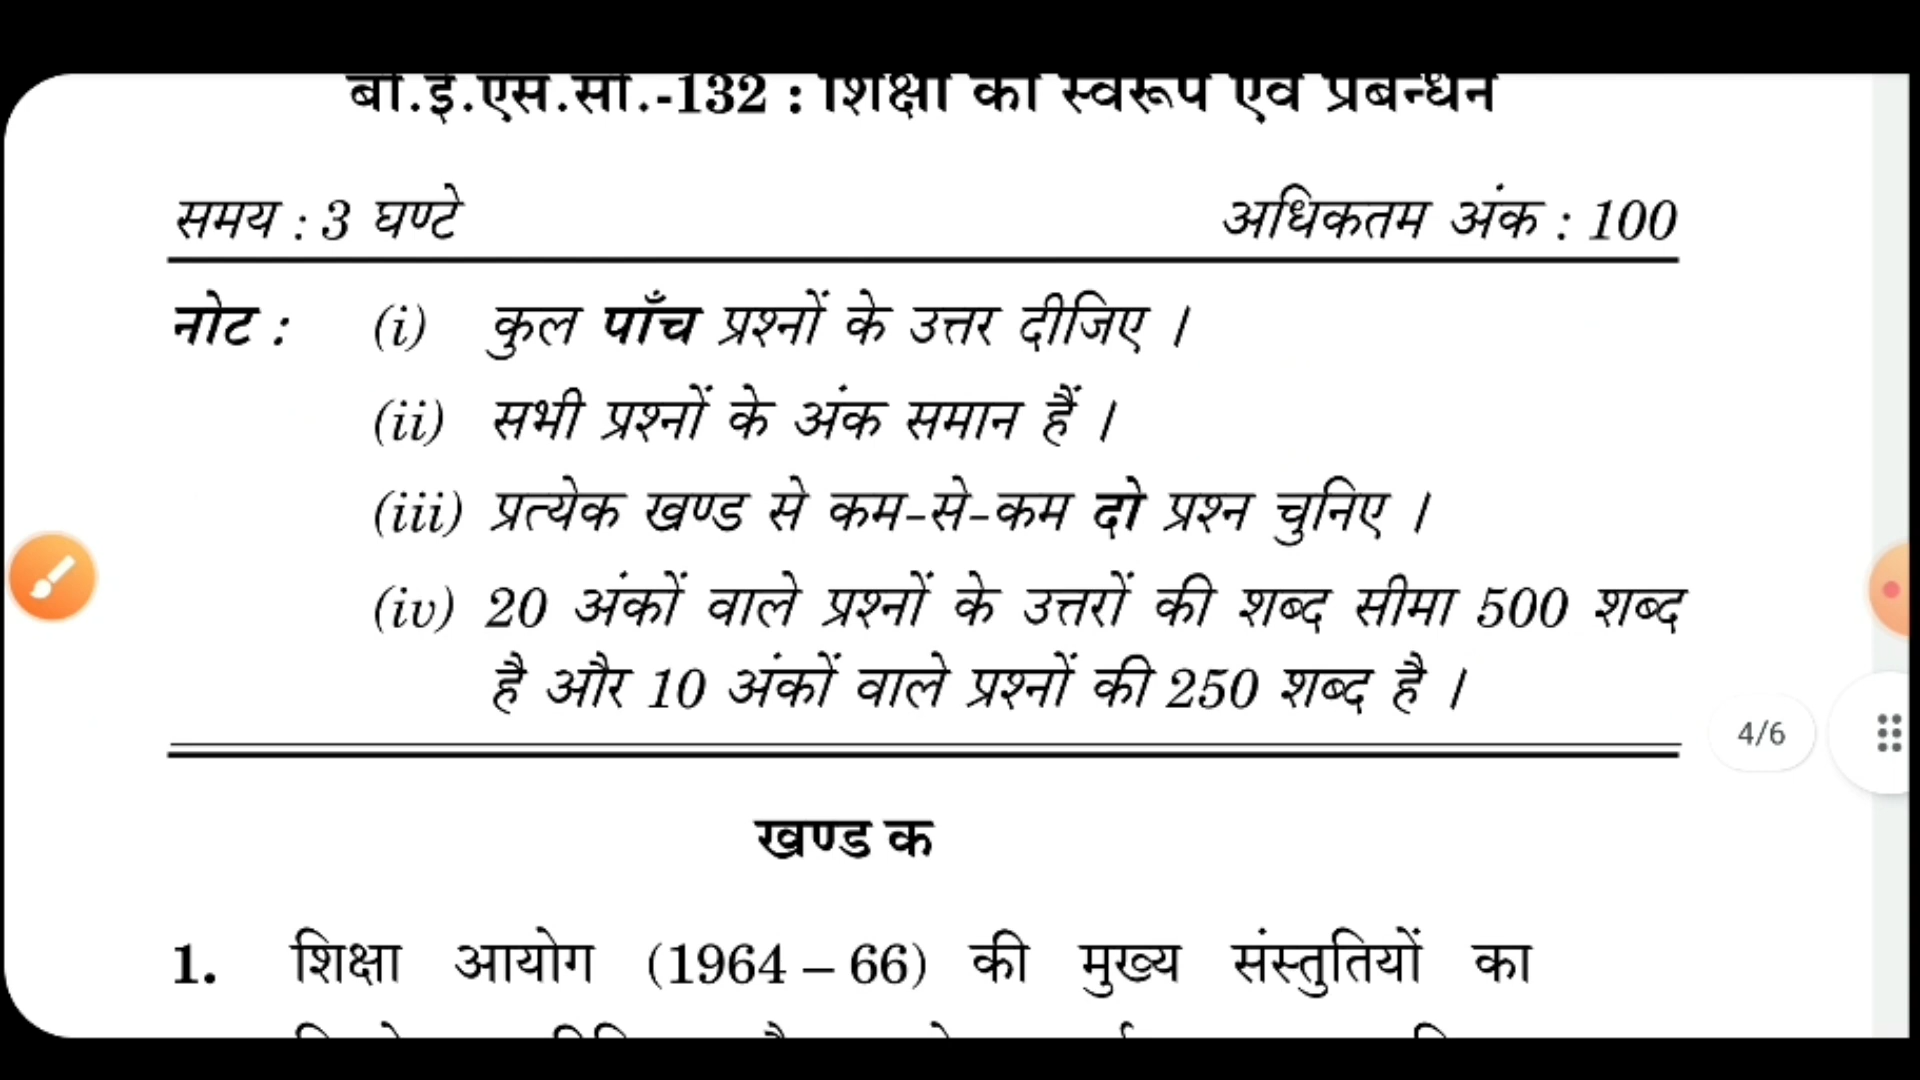 बी.ई.एस.सी.-132 : शिक्षा का स्वरूप एवं प्रबन्धन
समय : 3 घण्टे अधिकतम अंक : 100
नोट : (i) कुल पाँच प्रश्नों के उत्तर दीजिए ।
(ii) सभी प्रश्नों के अंक समान हैं ।
(iii) प्रत्येक खण्ड से कम-से-कम दो प्रश्न चुनिए ।
(iv) 20 अंकों वाले प्रश्नों के उत्तरों की शब्द सीमा 500 शब्द
है और 10 अंकों वाले प्रश्नों की 250 शब्द है ।
4/6
खण्ड क
1. शिक्षा आयोग (1964 – 66) की मुख्य संस्तुतियों का